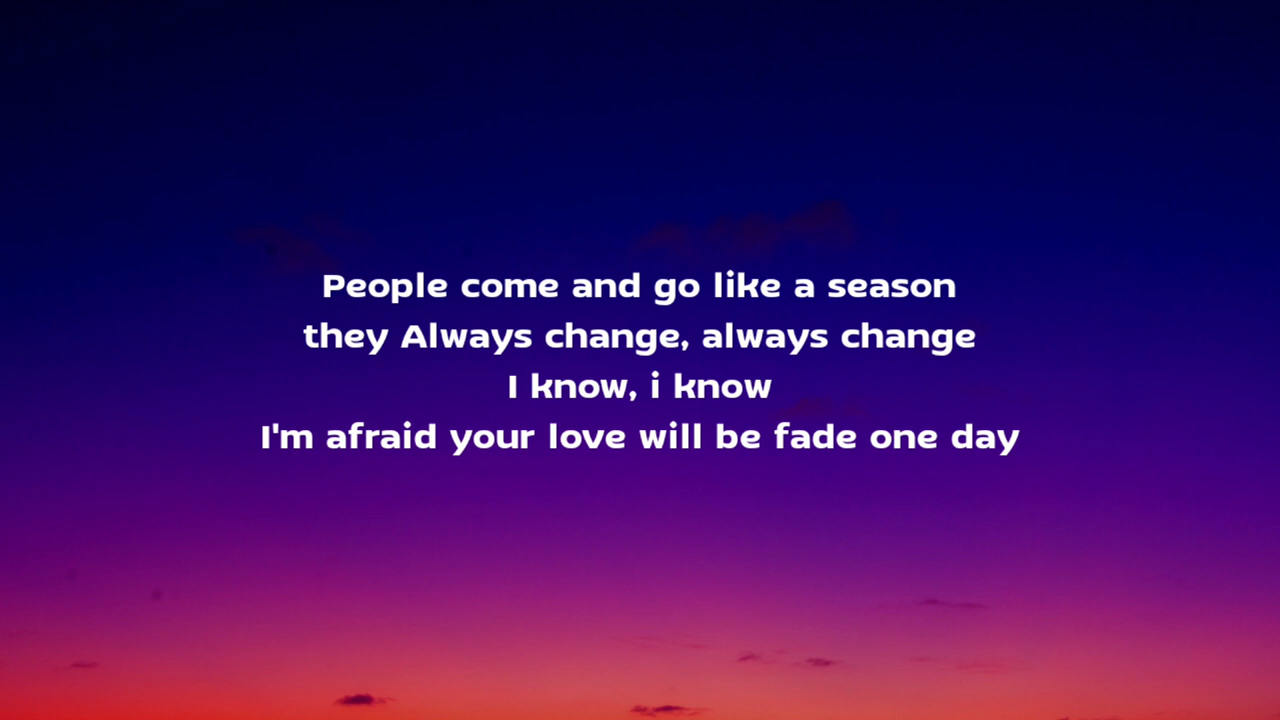 People come and go like a season
they Always change, always change
I know, i know
I'm afraid your love will be fade one day